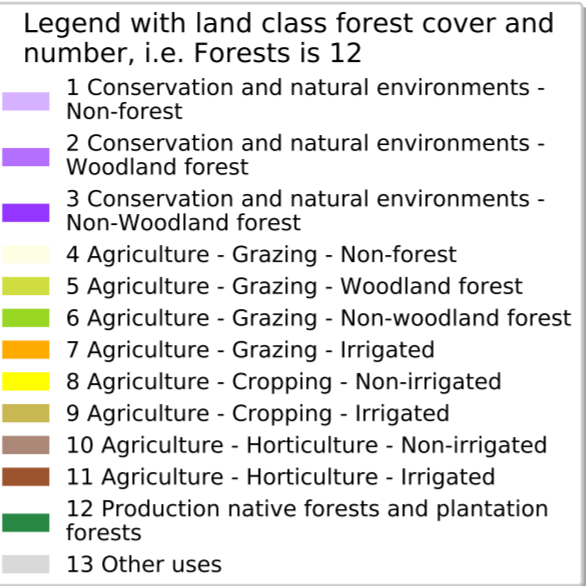 Legend with land class forest cover and
number, i.e. Forests is 12
1 Conservation and natural environments -
Non-forest
2 Conservation and natural environments -
Woodland forest
3 Conservation and natural environments -
Non-Woodland forest
4 Agriculture - Grazing - Non-forest
5 Agriculture - Grazing - Woodland forest
6 Agriculture - Grazing - Non-woodland forest
7 Agriculture - Grazing - Irrigated
8 Agriculture - Cropping - Non-irrigated
9 Agriculture - Cropping - Irrigated
10 Agriculture - Horticulture - Non-irrigated
11 Agriculture - Horticulture - Irrigated
12 Production native forests and plantation
forests
13 Other uses